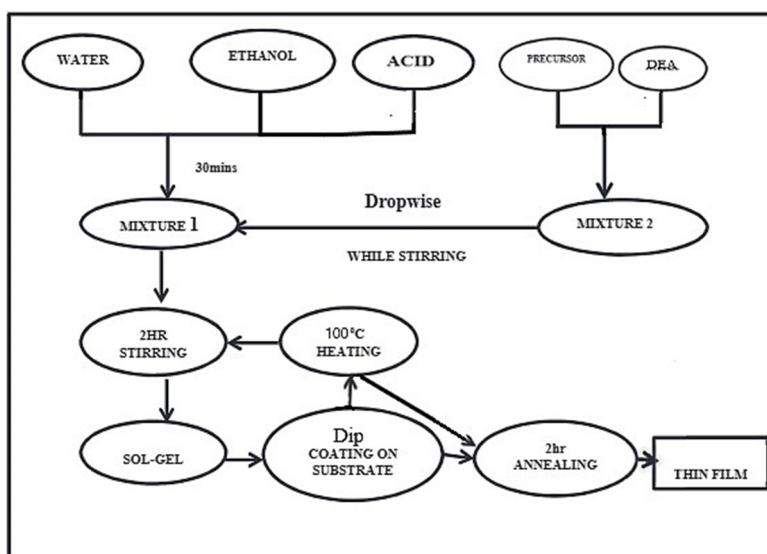 WATER
ETHANOL
ACID
PRECURSOR
DEA
30mins
MIXTURE 1
Dropwise
WHILE STIRRING
MIXTURE 2
2HR
STIRRING
100°C
HEATING
SOL-GEL
Dip
COATING ON
SUBSTRATE
2hr
ANNEALING
THIN FILM